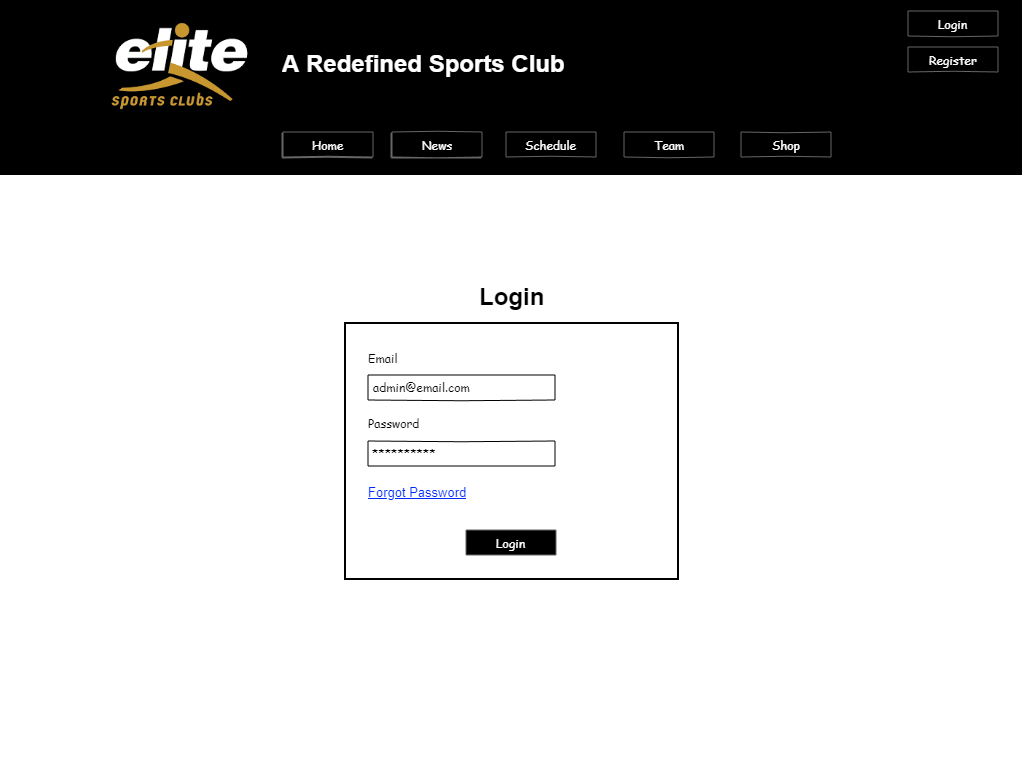 Login
elite
SPORTS CLUBS
A Redefined Sports Club
Register
Home News Schedule Team Shop
Login
Email
admin@email.com
Password
**********
Forgot Password
Login